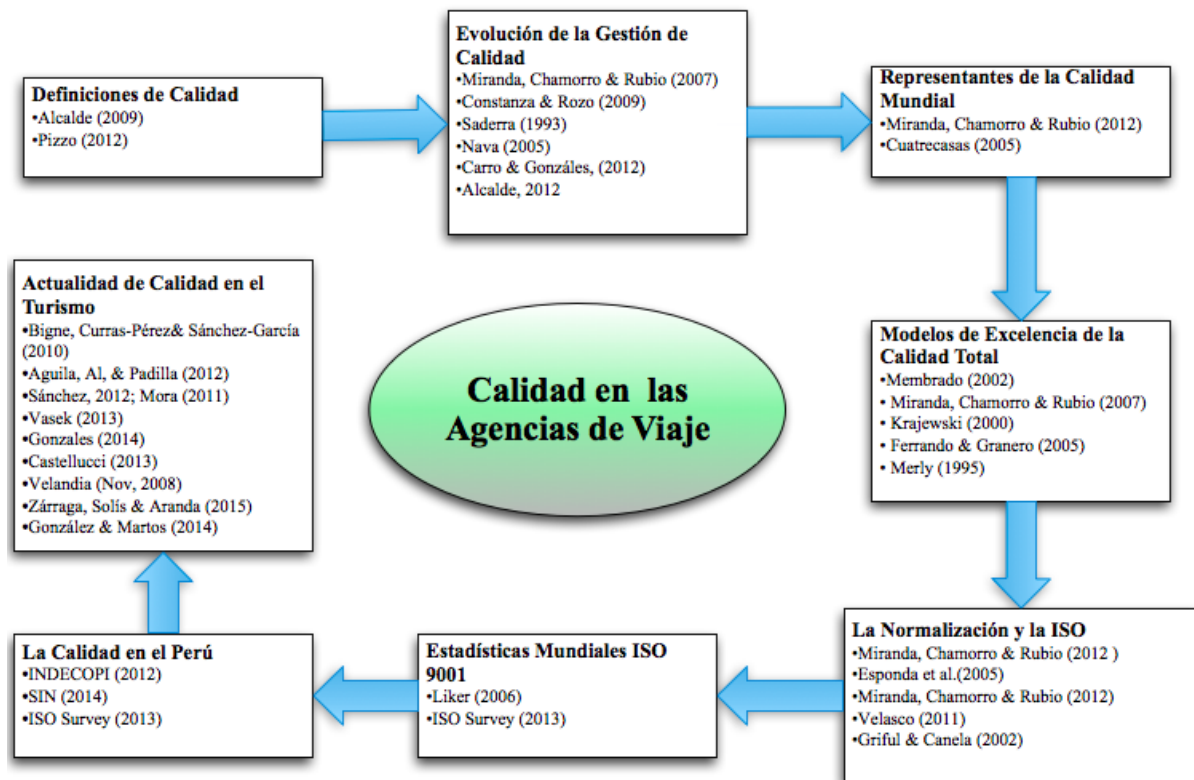 Definiciones de Calidad
•Alcalde (2009)
•Pizzo (2012)
Evolución de la Gestión de
Calidad
•Miranda, Chamorro & Rubio (2007)
•Constanza & Rozo (2009)
•Saderra (1993)
•Nava (2005)
•Carro & Gonzáles, (2012)
•Alcalde, 2012
Representantes de la Calidad
Mundial
•Miranda, Chamorro & Rubio (2012)
•Cuatrecasas (2005)
Modelos de Excelencia de la
Calidad Total
•Membrado (2002)
• Miranda, Chamorro & Rubio (2007)
• Krajewski (2000)
• Ferrando & Granero (2005)
• Merly (1995)
La Normalización y la ISO
•Miranda, Chamorro & Rubio (2012 )
•Esponda et al.(2005)
•Miranda, Chamorro & Rubio (2012)
•Velasco (2011)
•Griful & Canela (2002)
Estadísticas Mundiales ISO
9001
•Liker (2006)
•ISO Survey (2013)
La Calidad en el Perú
•INDECOPI (2012)
•SIN (2014)
•ISO Survey (2013)
Actualidad de Calidad en el
Turismo
•Bigne, Curras-Pérez& Sánchez-García
(2010)
•Aguila, Al, & Padilla (2012)
•Sánchez, 2012; Mora (2011)
•Vasek (2013)
•Gonzales (2014)
•Castellucci (2013)
•Velandia (Nov, 2008)
•Zárraga, Solís & Aranda (2015)
•González & Martos (2014)
Calidad en las
Agencias de Viaje